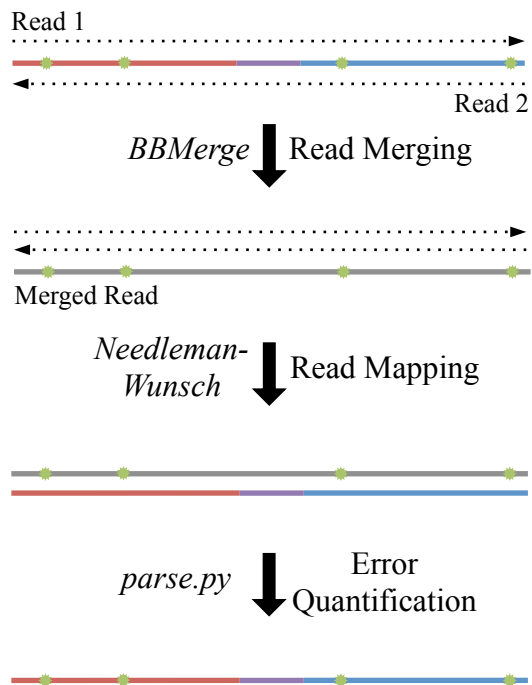 Read 1
Read 2
BBMerge Read Merging
Merged Read
Needleman-
Wunsch
Read Mapping
parse.py
Error
Quantification